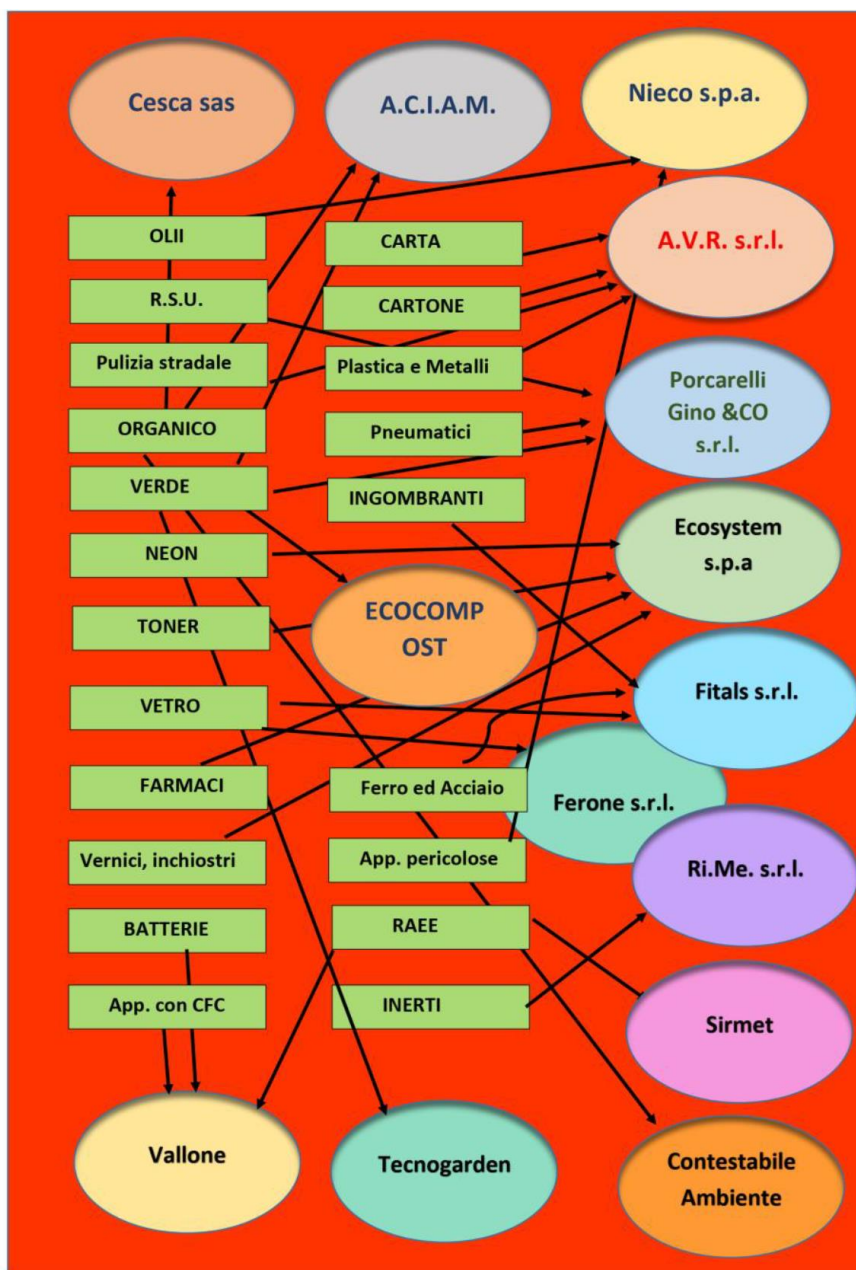 Cesca sas
A.C.I.A.M.
Nieco s.p.a.
OLII
CARTA
A.V.R. s.r.l.
R.S.U.
CARTONE
Pulizia stradale
Plastica e Metalli
Porcarelli
Gino &CO
s.r.l.
ORGANICO
Pneumatici
VERDE
INGOMBRANTI
NEON
Ecosystem
s.p.a
TONER
ECOCOMP
OST
VETRO
Fitals s.r.l.
FARMACI
Ferro ed Acciaio
Ferone s.r.l.
Vernici, inchiostri
App. pericolose
Ri.Me. s.r.l.
BATTERIE
RAEE
App. con CFC
INERTI
Sirmet
Vallone
Tecnogarden
Contestabile
Ambiente